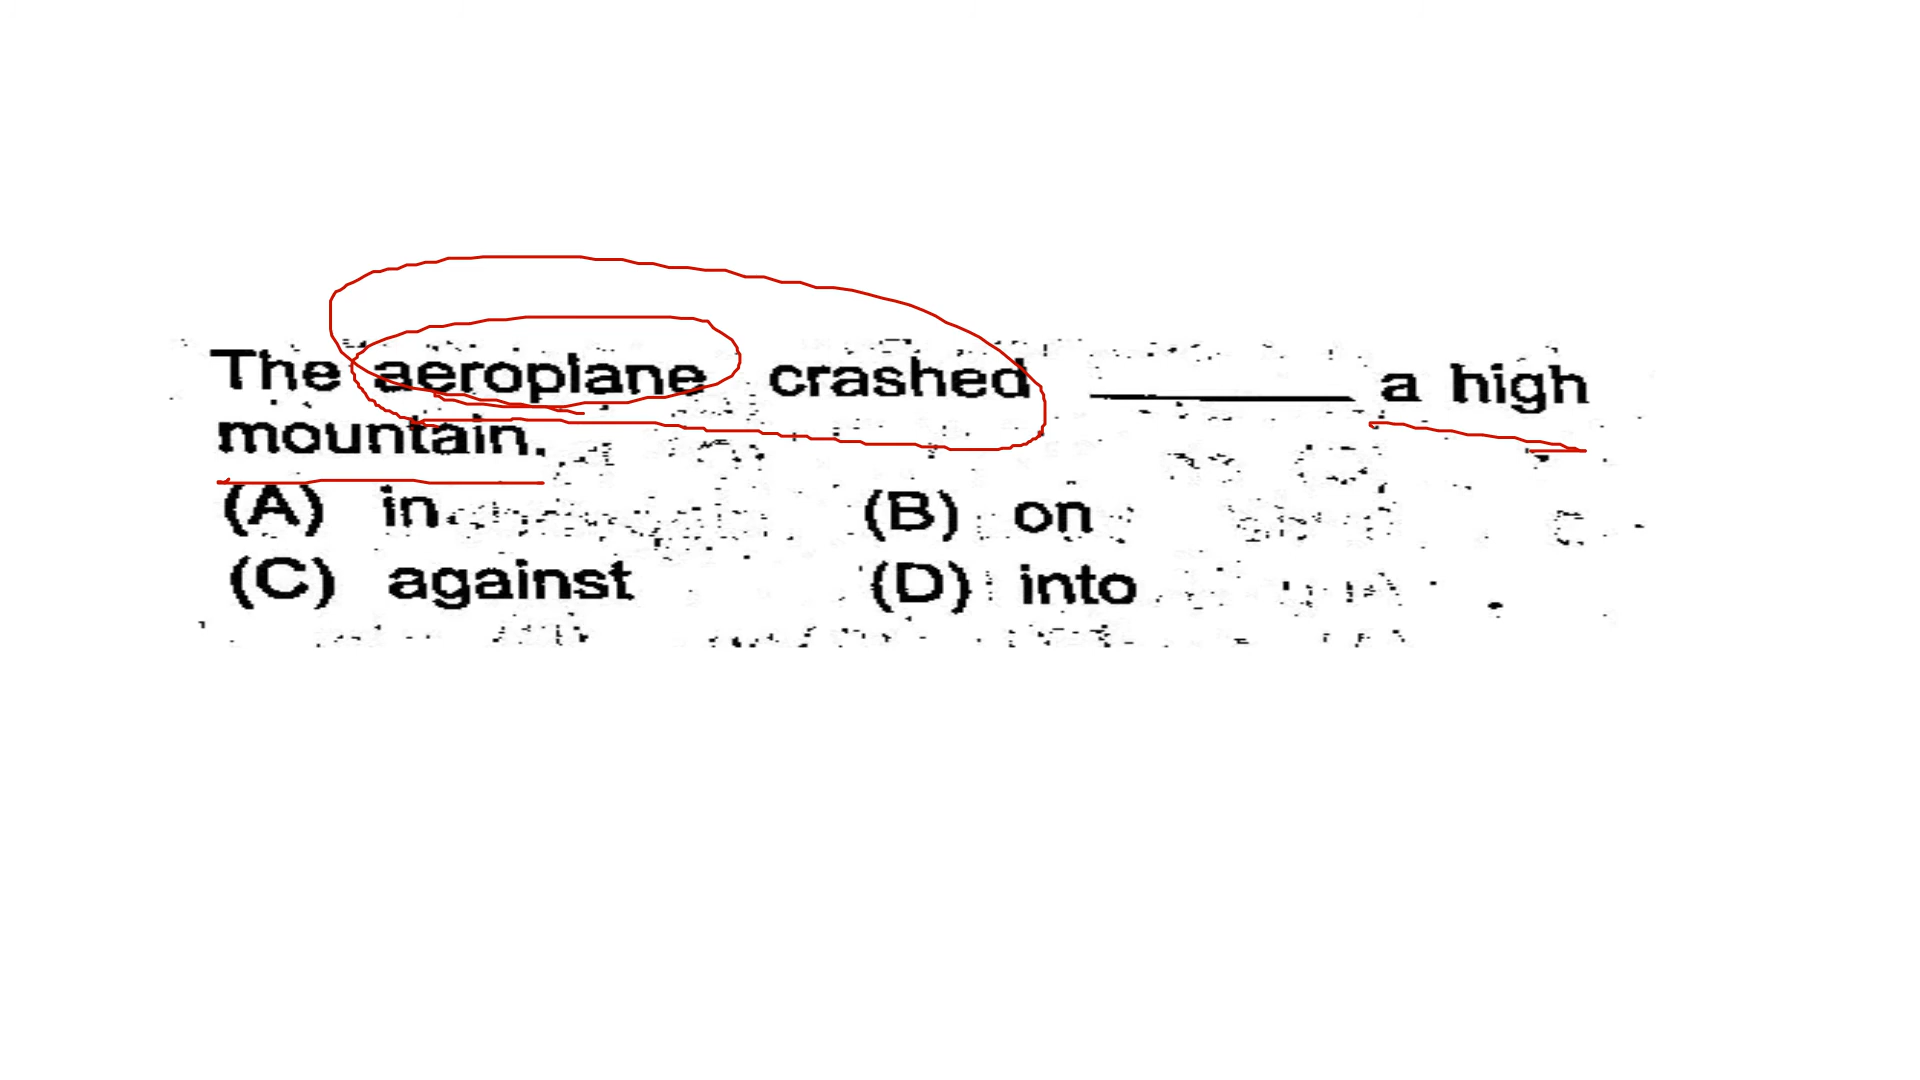 The aeroplane crashed ________ a high
mountain.
(A) in (B) on
(C) against (D) into